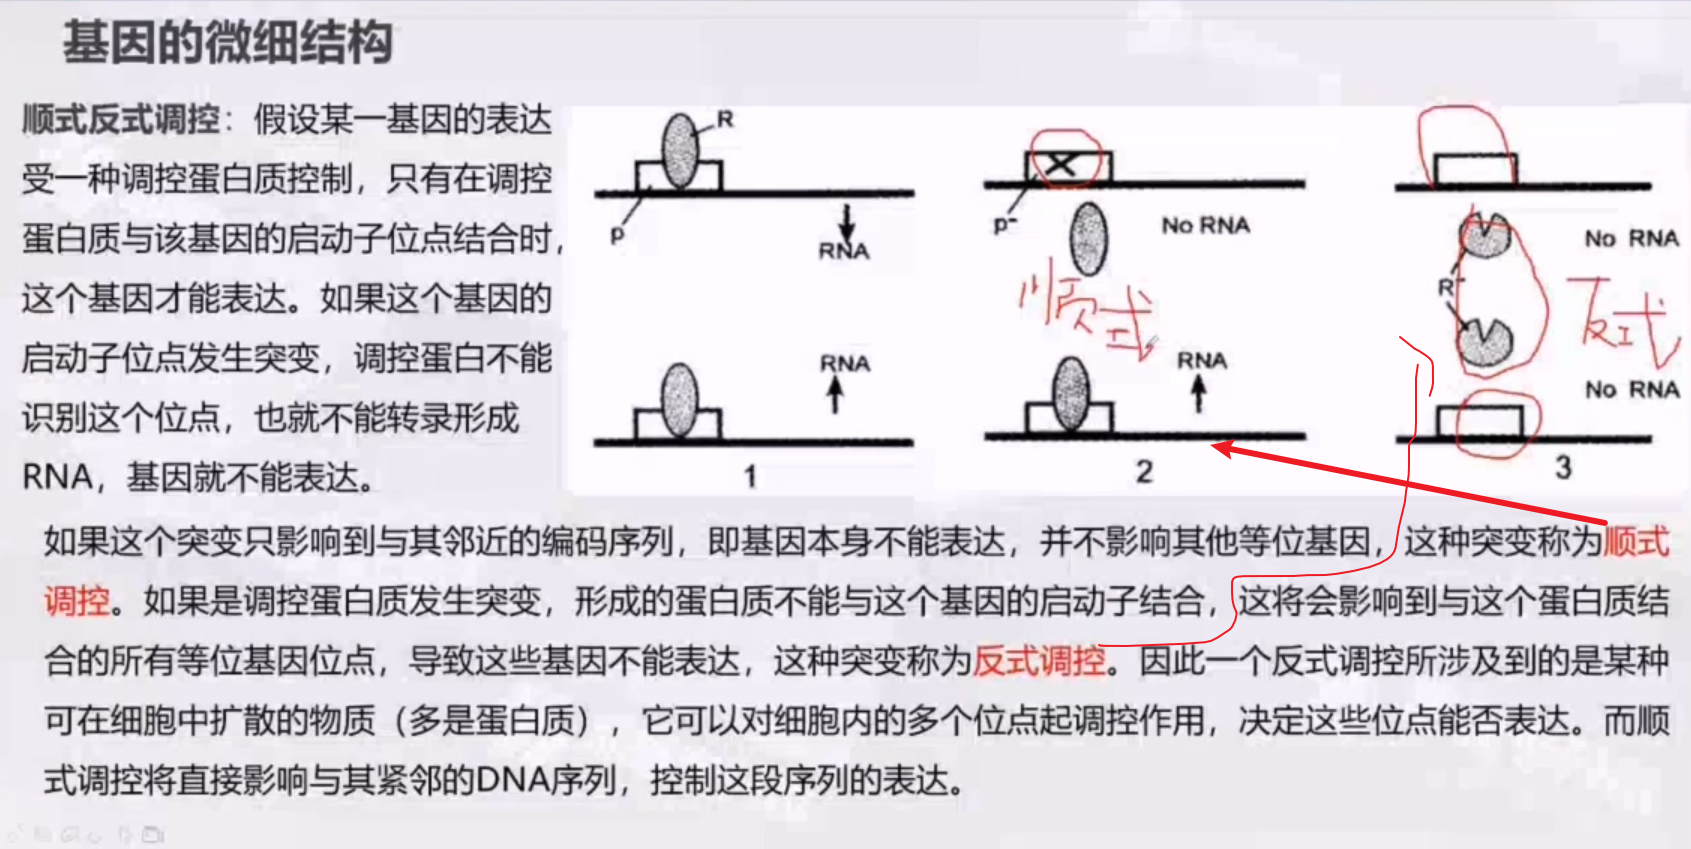 基因的微细结构
顺式反式调控：假设某一基因的表达
受一种调控蛋白质控制，只有在调控
蛋白质与该基因的启动子位点结合时，
这个基因才能表达。如果这个基因的
启动子位点发生突变，调控蛋白不能
识别这个位点，也就不能转录形成
RNA，基因就不能表达。
R
p
RNA
RNA
1
p⁻
No RNA
顺式
RNA
2
No RNA
R⁻
反式
No RNA
3
如果这个突变只影响到与其邻近的编码序列，即基因本身不能表达，并不影响其他等位基因，这种突变称为顺式
调控。如果是调控蛋白质发生突变，形成的蛋白质不能与这个基因的启动子结合，这将会影响到与这个蛋白质结
合的所有等位基因位点，导致这些基因不能表达，这种突变称为反式调控。因此一个反式调控所涉及到的是某种
可在细胞中扩散的物质（多是蛋白质），它可以对细胞内的多个位点起调控作用，决定这些位点能否表达。而顺
式调控将直接影响与其紧邻的DNA序列，控制这段序列的表达。